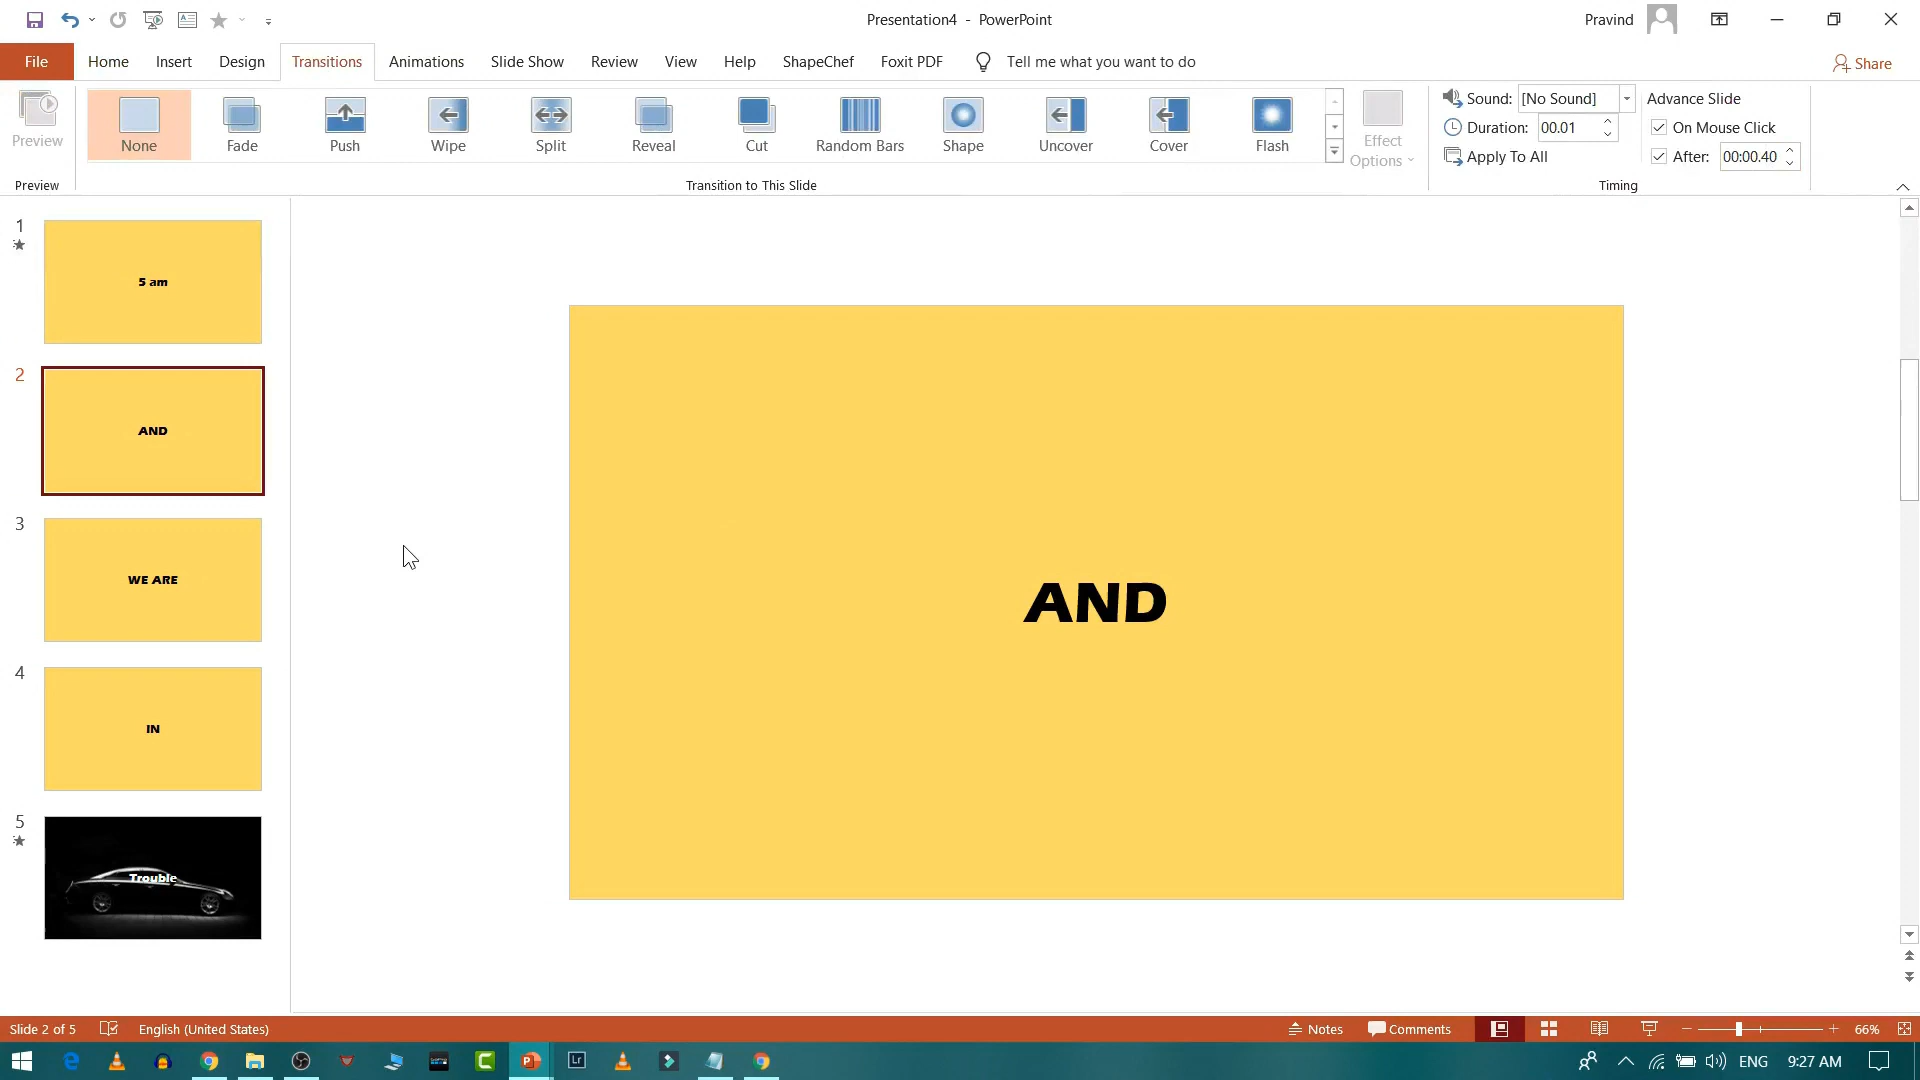 Presentation4 - PowerPoint
Pravind
File Home Insert Design Transitions Animations Slide Show Review View Help ShapeChef Foxit PDF Tell me what you want to do
Share
Preview
None Fade Push Wipe Split Reveal Cut Random Bars Shape Uncover Cover Flash
Effect Options
Sound: [No Sound]
Duration: 00.01
Apply To All
Advance Slide
On Mouse Click
After: 00:00.40
Preview
Transition to This Slide
Timing
1
5 am
2
AND
3
WE ARE
4
IN
5
Trouble
AND
Slide 2 of 5 English (United States)
Notes Comments 66%
Lr
ENG 9:27 AM